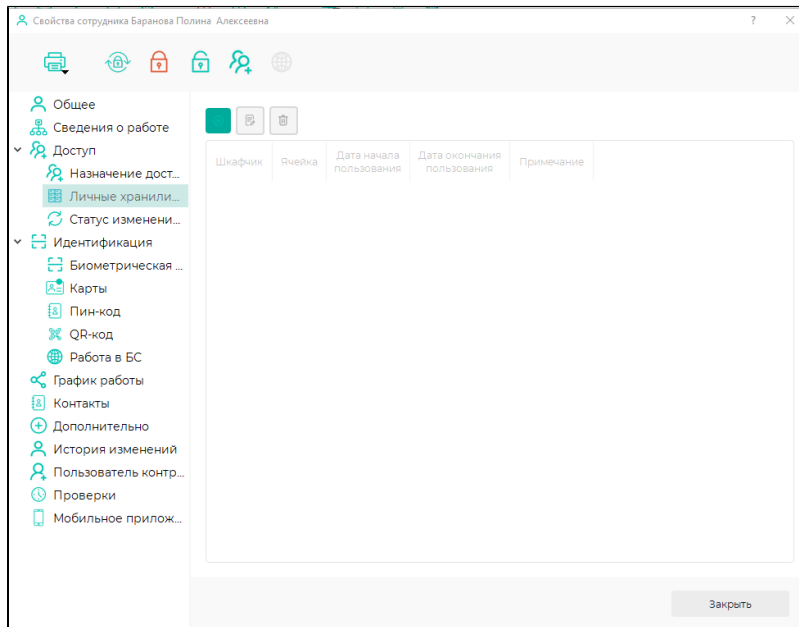 Свойства сотрудника Баранова Полина Алексеевна
?
Общее
Сведения о работе
Доступ
Назначение дост...
Личные хранили...
Статус изменени...
Идентификация
Биометрическая ...
Карты
Пин-код
QR-код
Работа в БС
График работы
Контакты
Дополнительно
История изменений
Пользователь контр...
Проверки
Мобильное прилож...
Шкафчик
Ячейка
Дата начала
пользования
Дата окончания
пользования
Примечание
Закрыть